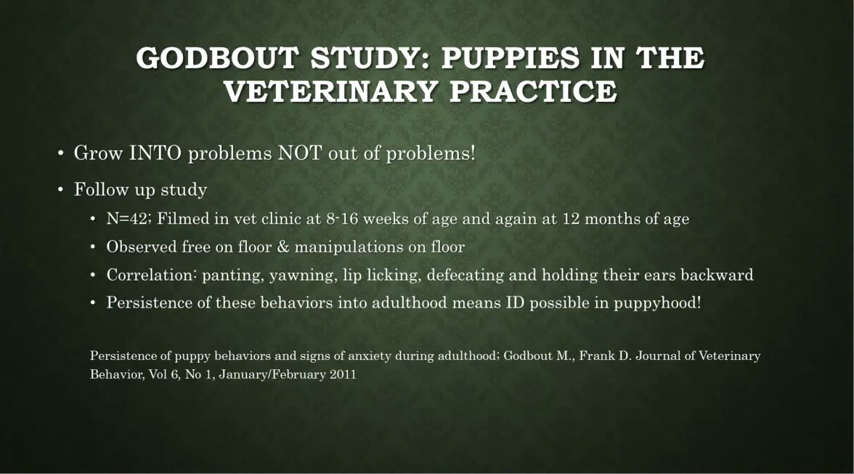 GODBOUT STUDY: PUPPIES IN THE
VETERINARY PRACTICE
• Grow INTO problems NOT out of problems!
• Follow up study
• N=42; Filmed in vet clinic at 8-16 weeks of age and again at 12 months of age
• Observed free on floor & manipulations on floor
• Correlation: panting, yawning, lip licking, defecating and holding their ears backward
• Persistence of these behaviors into adulthood means ID possible in puppyhood!
Persistence of puppy behaviors and signs of anxiety during adulthood; Godbout M., Frank D. Journal of Veterinary
Behavior, Vol 6, No 1, January/February 2011